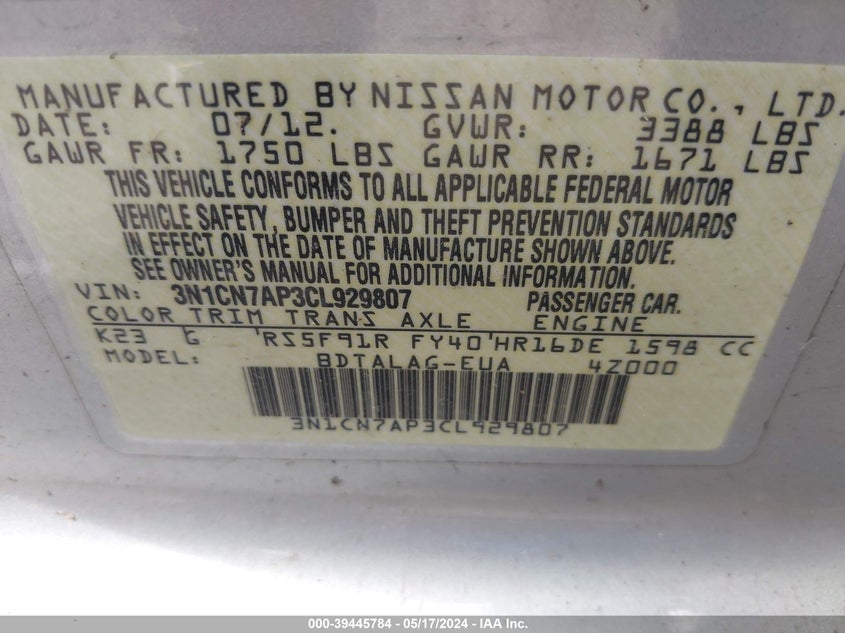 MANUFACTURED BY NISSAN MOTOR CO., LTD.
DATE: 07/12. GVWR: 3388 LBS
GAWR FR: 1750 LBS GAWR RR: 1671 LBS
THIS VEHICLE CONFORMS TO ALL APPLICABLE FEDERAL MOTOR
VEHICLE SAFETY, BUMPER AND THEFT PREVENTION STANDARDS
IN EFFECT ON THE DATE OF MANUFACTURE SHOWN ABOVE.
SEE OWNER'S MANUAL FOR ADDITIONAL INFORMATION.
VIN: 3N1CN7AP3CL929807 PASSENGER CAR.
COLOR TRIM TRANS AXLE ENGINE
K23 G 'RS5F91R FY40'HR16DE 1598 CC
MODEL: BDTALAG-EUA 4Z000
3N1CN7AP3CL929807
000-39445784 - 05/17/2024 - IAA Inc.